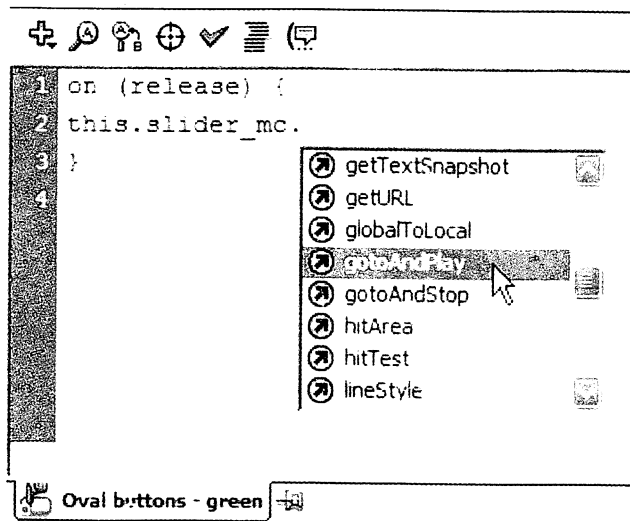 1 on (release) {
2 this.slider_mc.
3 }
4
getTextSnapshot
getURL
globalToLocal
gotoAndPlay
gotoAndStop
hitArea
hitTest
lineStyle
Oval buttons - green